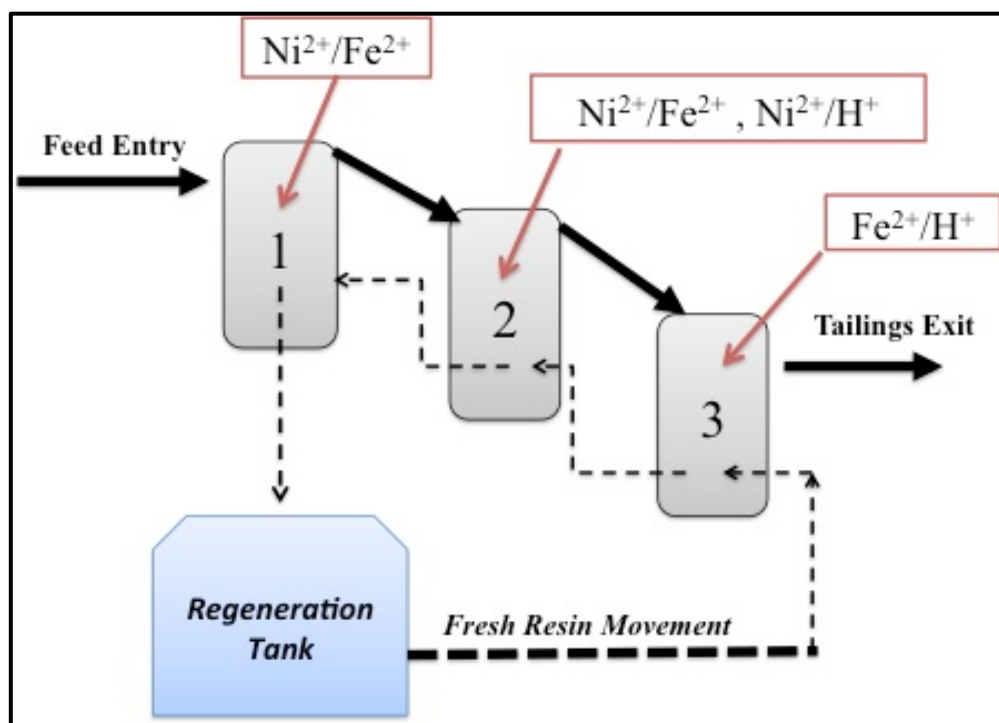 Ni²⁺/Fe²⁺
Ni²⁺/Fe²⁺ , Ni²⁺/H⁺
Feed Entry
Fe²⁺/H⁺
1
2
Tailings Exit
3
Regeneration
Tank
Fresh Resin Movement